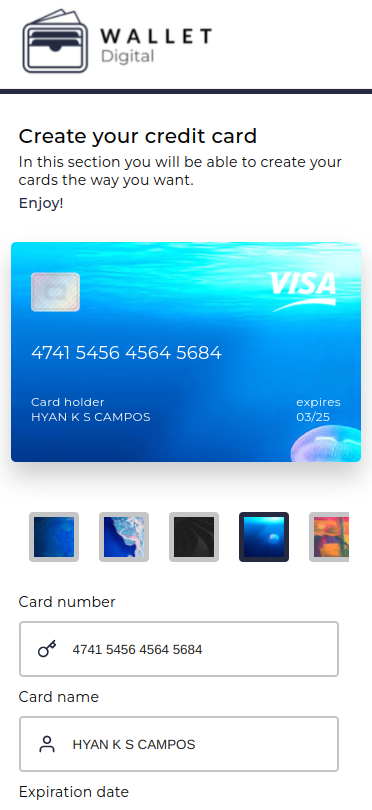 WALLET
Digital
Create your credit card
In this section you will be able to create your
cards the way you want.
Enjoy!
VISA
4741 5456 4564 5684
Card holder
HYAN K S CAMPOS
expires
03/25
Card number
4741 5456 4564 5684
Card name
HYAN K S CAMPOS
Expiration date